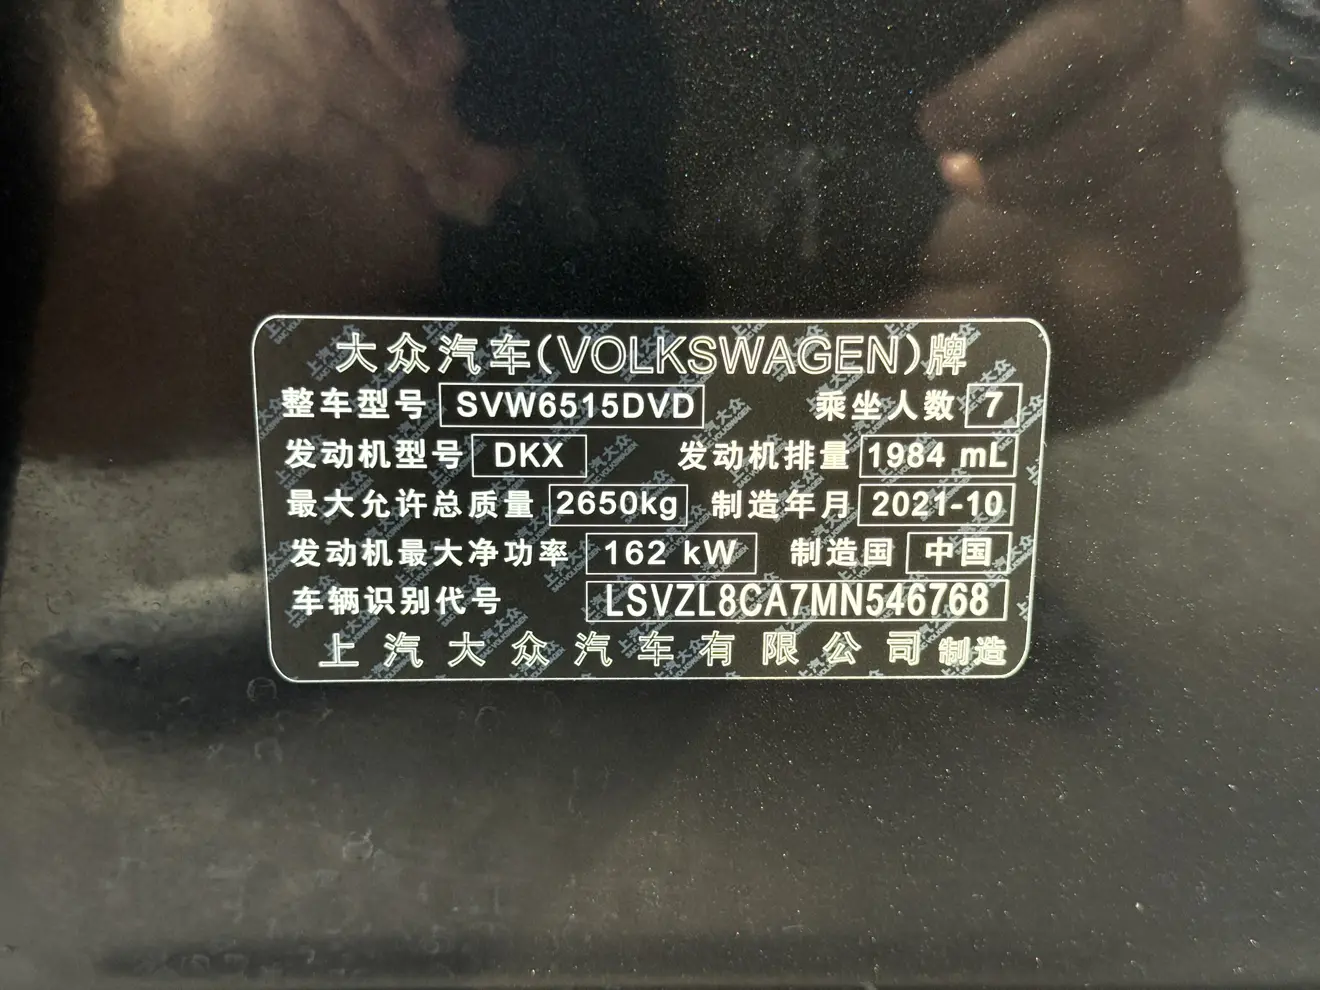 大众汽车(VOLKSWAGEN)牌
整车型号 SVW6515DVD 乘坐人数 7
发动机型号 DKX 发动机排量 1984 mL
最大允许总质量 2650kg 制造年月 2021-10
发动机最大净功率 162 kW 制造国 中国
车辆识别代号 LSVZL8CA7MN546768
上汽大众汽车有限公司 制造